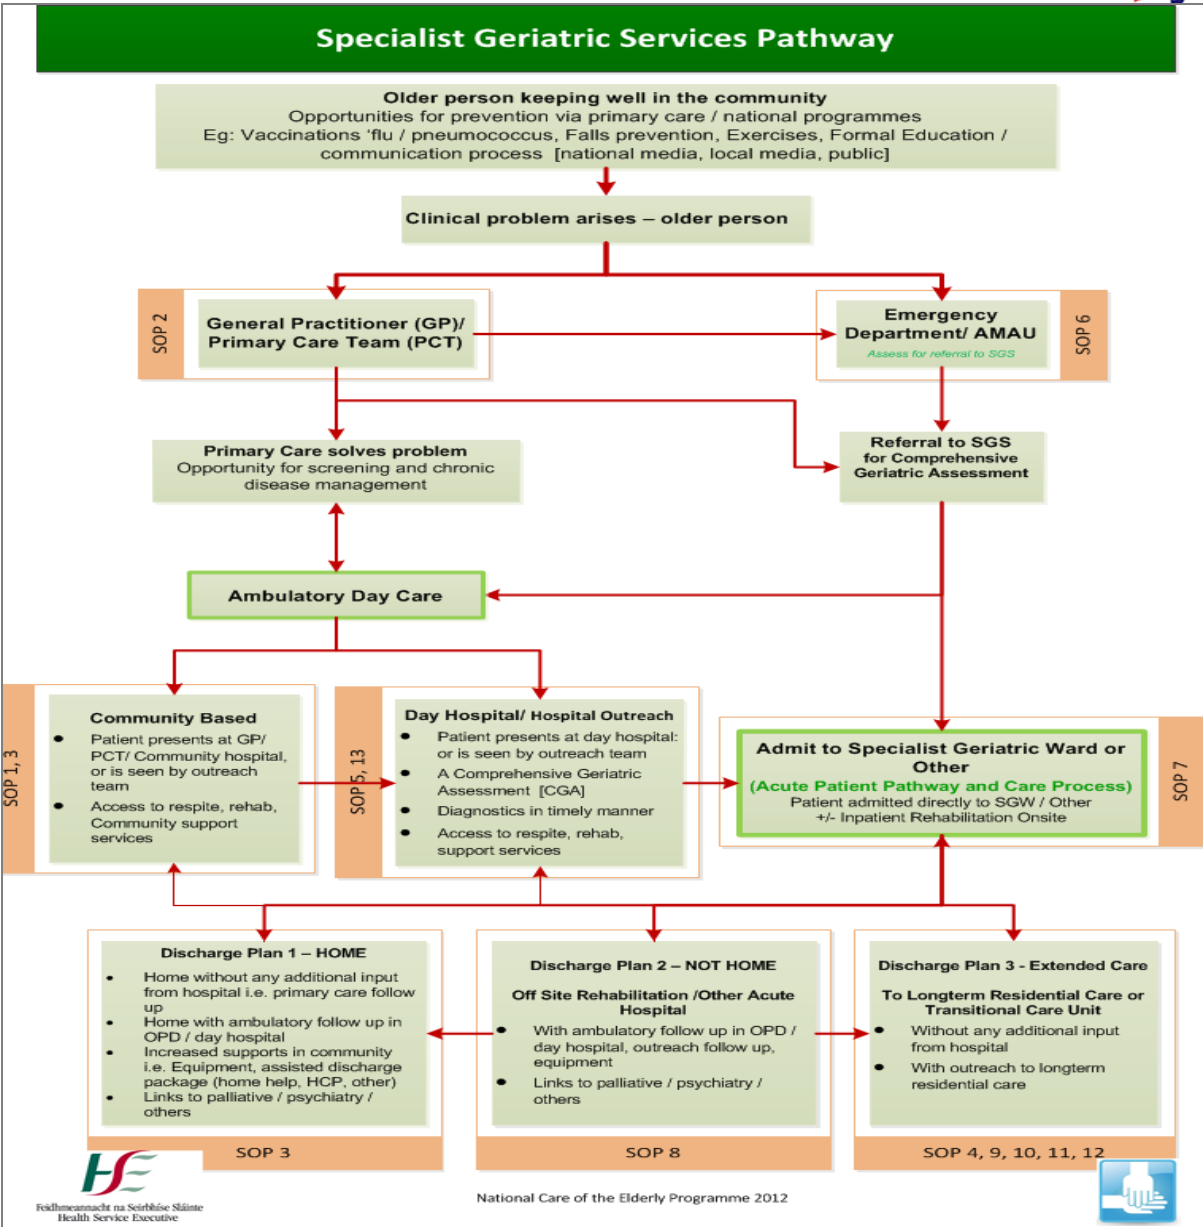 Specialist Geriatric Services Pathway
Older person keeping well in the community
Opportunities for prevention via primary care / national programmes
Eg: Vaccinations 'flu / pneumococcus, Falls prevention, Exercises, Formal Education /
communication process [national media, local media, public]
Clinical problem arises – older person
SOP 2
General Practitioner (GP)/
Primary Care Team (PCT)
Emergency
Department/ AMAU
Assess for referral to SGS
SOP 6
Primary Care solves problem
Opportunity for screening and chronic
disease management
Referral to SGS
for Comprehensive
Geriatric Assessment
Ambulatory Day Care
SOP 1, 3
Community Based
• Patient presents at GP/
PCT/ Community hospital,
or is seen by outreach
team
• Access to respite, rehab,
Community support
services
SOP 5, 13
Day Hospital/ Hospital Outreach
• Patient presents at day hospital:
or is seen by outreach team
• A Comprehensive Geriatric
Assessment [CGA]
• Diagnostics in timely manner
• Access to respite, rehab,
support services
Admit to Specialist Geriatric Ward or
Other
(Acute Patient Pathway and Care Process)
Patient admitted directly to SGW / Other
+/- Inpatient Rehabilitation Onsite
SOP 7
Discharge Plan 1 – HOME
• Home without any additional input
from hospital i.e. primary care follow
up
• Home with ambulatory follow up in
OPD / day hospital
• Increased supports in community
i.e. Equipment, assisted discharge
package (home help, HCP, other)
• Links to palliative / psychiatry /
others
SOP 3
Discharge Plan 2 – NOT HOME
Off Site Rehabilitation /Other Acute
Hospital
• With ambulatory follow up in OPD /
day hospital, outreach follow up,
equipment
• Links to palliative / psychiatry /
others
SOP 8
Discharge Plan 3 - Extended Care
To Longterm Residential Care or
Transitional Care Unit
• Without any additional input
from hospital
• With outreach to longterm
residential care
SOP 4, 9, 10, 11, 12
Feidhmeannacht na Seirbhíse Sláinte
Health Service Executive
National Care of the Elderly Programme 2012